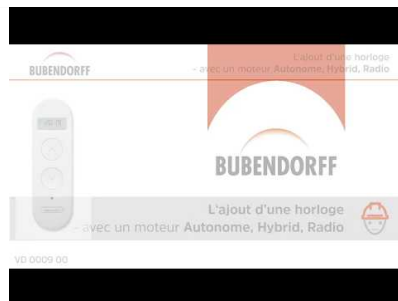 BUBENDORFF
L'ajout d'une horloge
- avec un moteur Autonome, Hybrid, Radio
BUBENDORFF
L'ajout d'une horloge
- avec un moteur Autonome, Hybrid, Radio
VD 0009 00